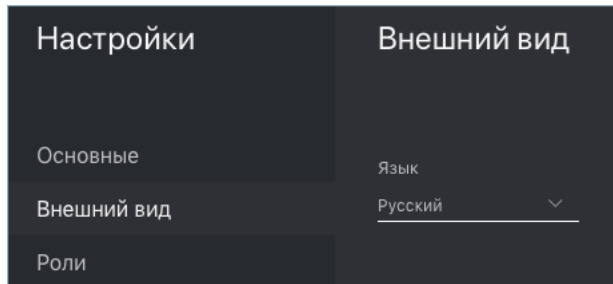 Настройки
Основные
Внешний вид
Роли
Внешний вид
Язык
Русский